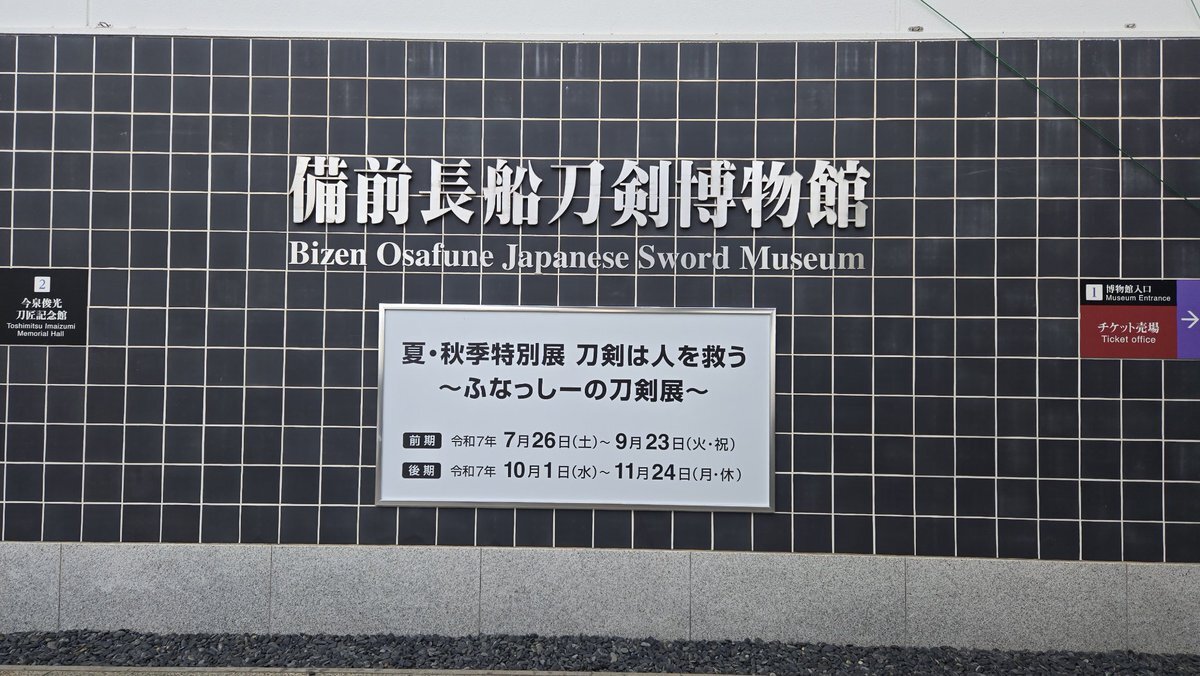 備前長船刀剣博物館
Bizen Osafune Japanese Sword Museum
2
今泉俊光
刀匠記念館
Toshimitsu Imaizumi
Memorial Hall
夏・秋季特別展 刀剣は人を救う
～ふなっしーの刀剣展～
前期 令和7年 7月26日(土)～9月23日(火・祝)
後期 令和7年 10月1日(水)～11月24日(月・休)
1 博物館入口
Museum Entrance
チケット売場
Ticket office